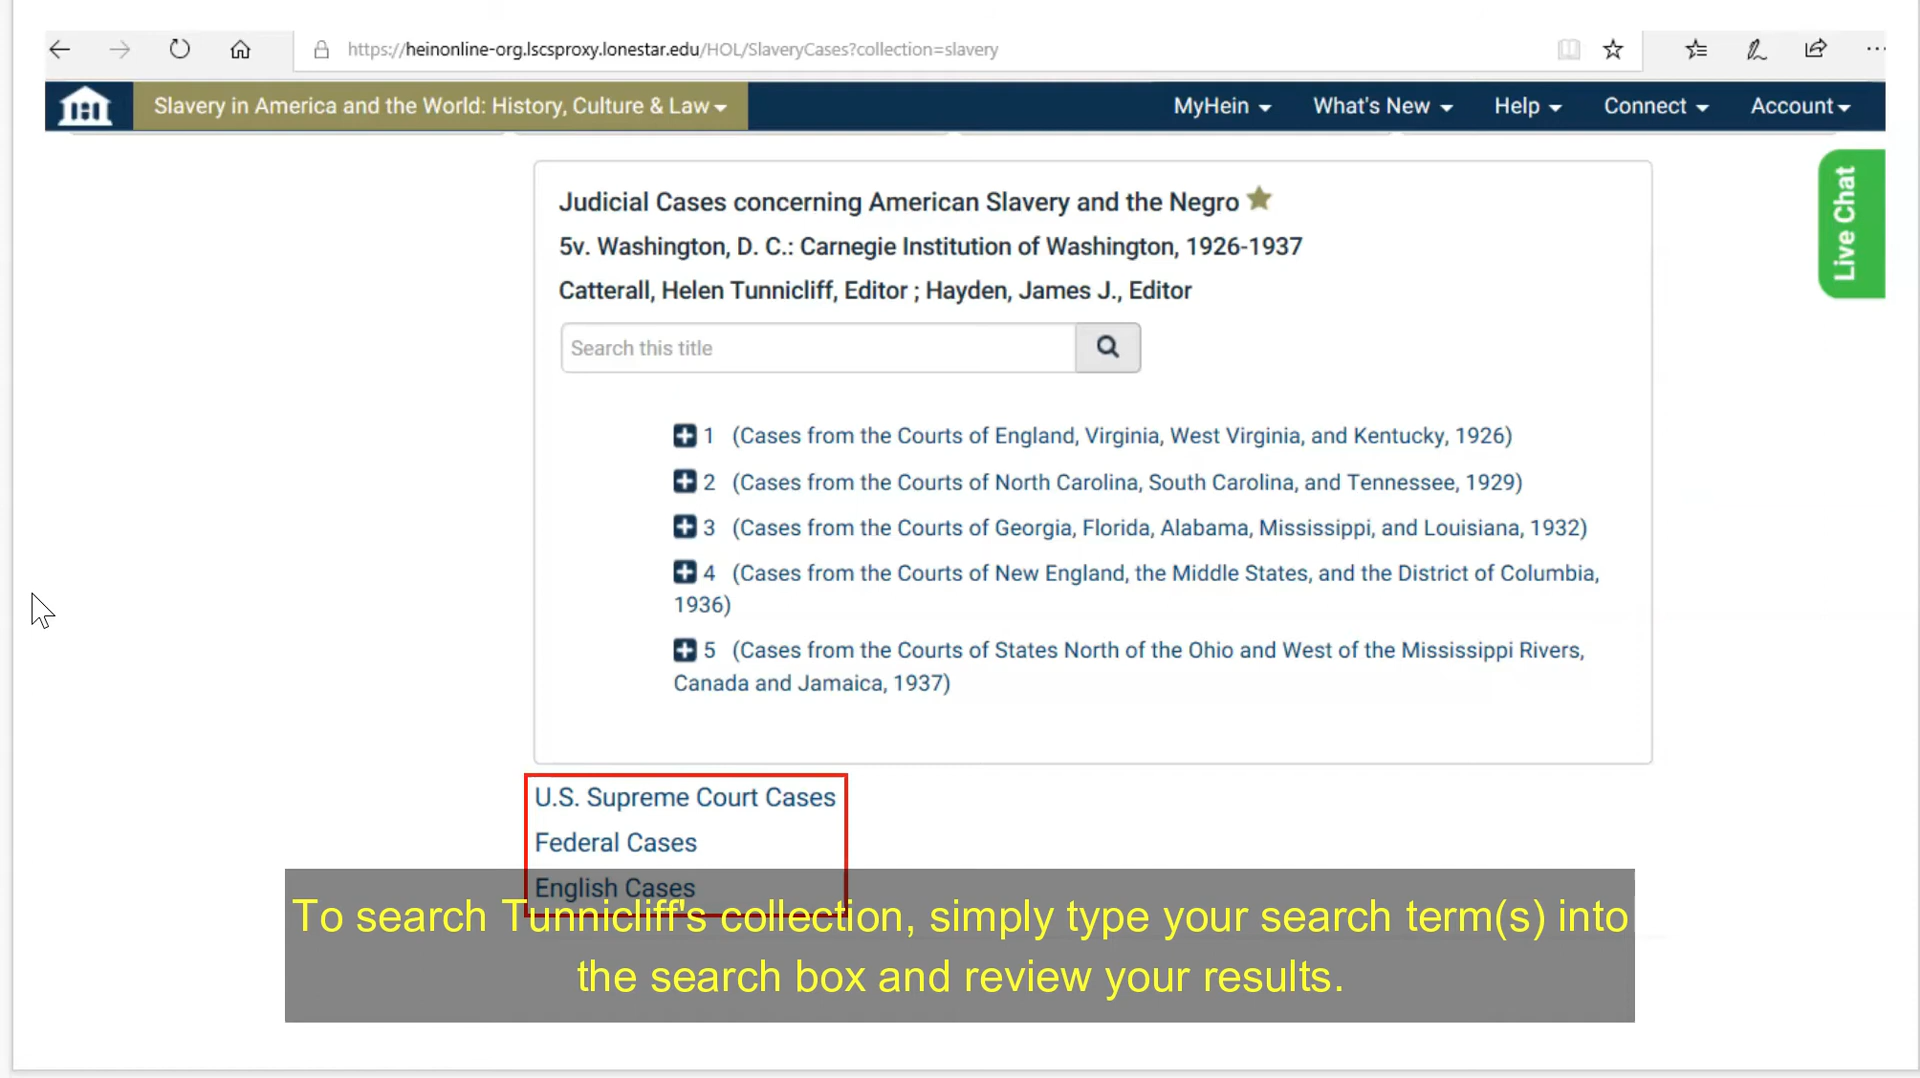 https://heinonline-org.lscsproxy.lonestar.edu/HOL/SlaveryCases?collection=slavery
Slavery in America and the World: History, Culture & Law
MyHein
What's New
Help
Connect
Account
Live Chat
Judicial Cases concerning American Slavery and the Negro
5v. Washington, D. C.: Carnegie Institution of Washington, 1926-1937
Catterall, Helen Tunnicliff, Editor ; Hayden, James J., Editor
Search this title
1 (Cases from the Courts of England, Virginia, West Virginia, and Kentucky, 1926)
2 (Cases from the Courts of North Carolina, South Carolina, and Tennessee, 1929)
3 (Cases from the Courts of Georgia, Florida, Alabama, Mississippi, and Louisiana, 1932)
4 (Cases from the Courts of New England, the Middle States, and the District of Columbia,
1936)
5 (Cases from the Courts of States North of the Ohio and West of the Mississippi Rivers,
Canada and Jamaica, 1937)
U.S. Supreme Court Cases
Federal Cases
English Cases
To search Tunnicliff's collection, simply type your search term(s) into
the search box and review your results.